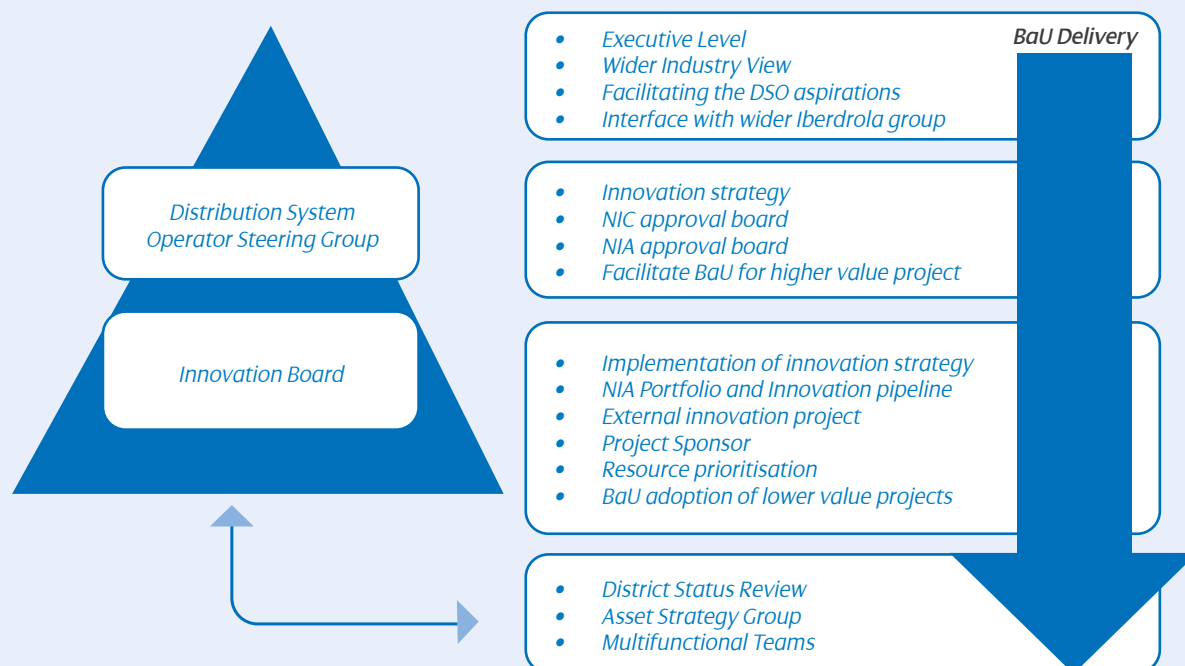 Distribution System
Operator Steering Group
Innovation Board
BaU Delivery
• Executive Level
• Wider Industry View
• Facilitating the DSO aspirations
• Interface with wider Iberdrola group
• Innovation strategy
• NIC approval board
• NIA approval board
• Facilitate BaU for higher value project
• Implementation of innovation strategy
• NIA Portfolio and Innovation pipeline
• External innovation project
• Project Sponsor
• Resource prioritisation
• BaU adoption of lower value projects
• District Status Review
• Asset Strategy Group
• Multifunctional Teams